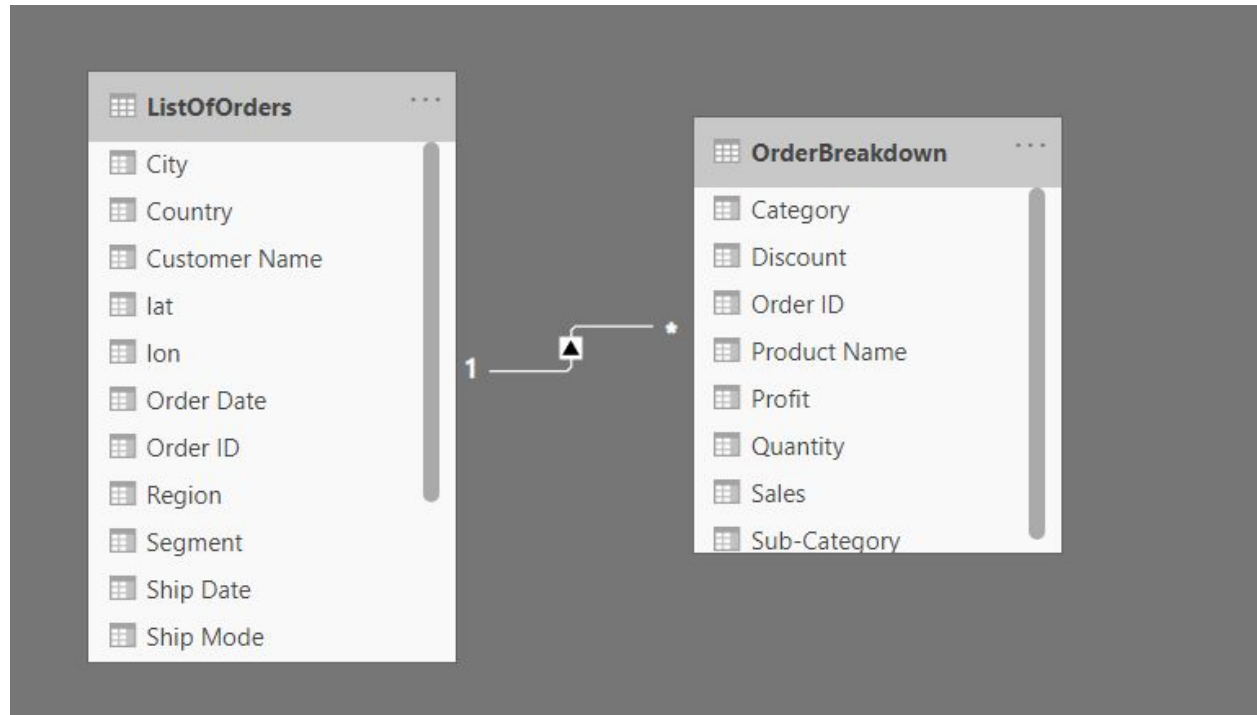 ListOfOrders
City
Country
Customer Name
lat
lon
Order Date
Order ID
Region
Segment
Ship Date
Ship Mode
1
*
OrderBreakdown
Category
Discount
Order ID
Product Name
Profit
Quantity
Sales
Sub-Category